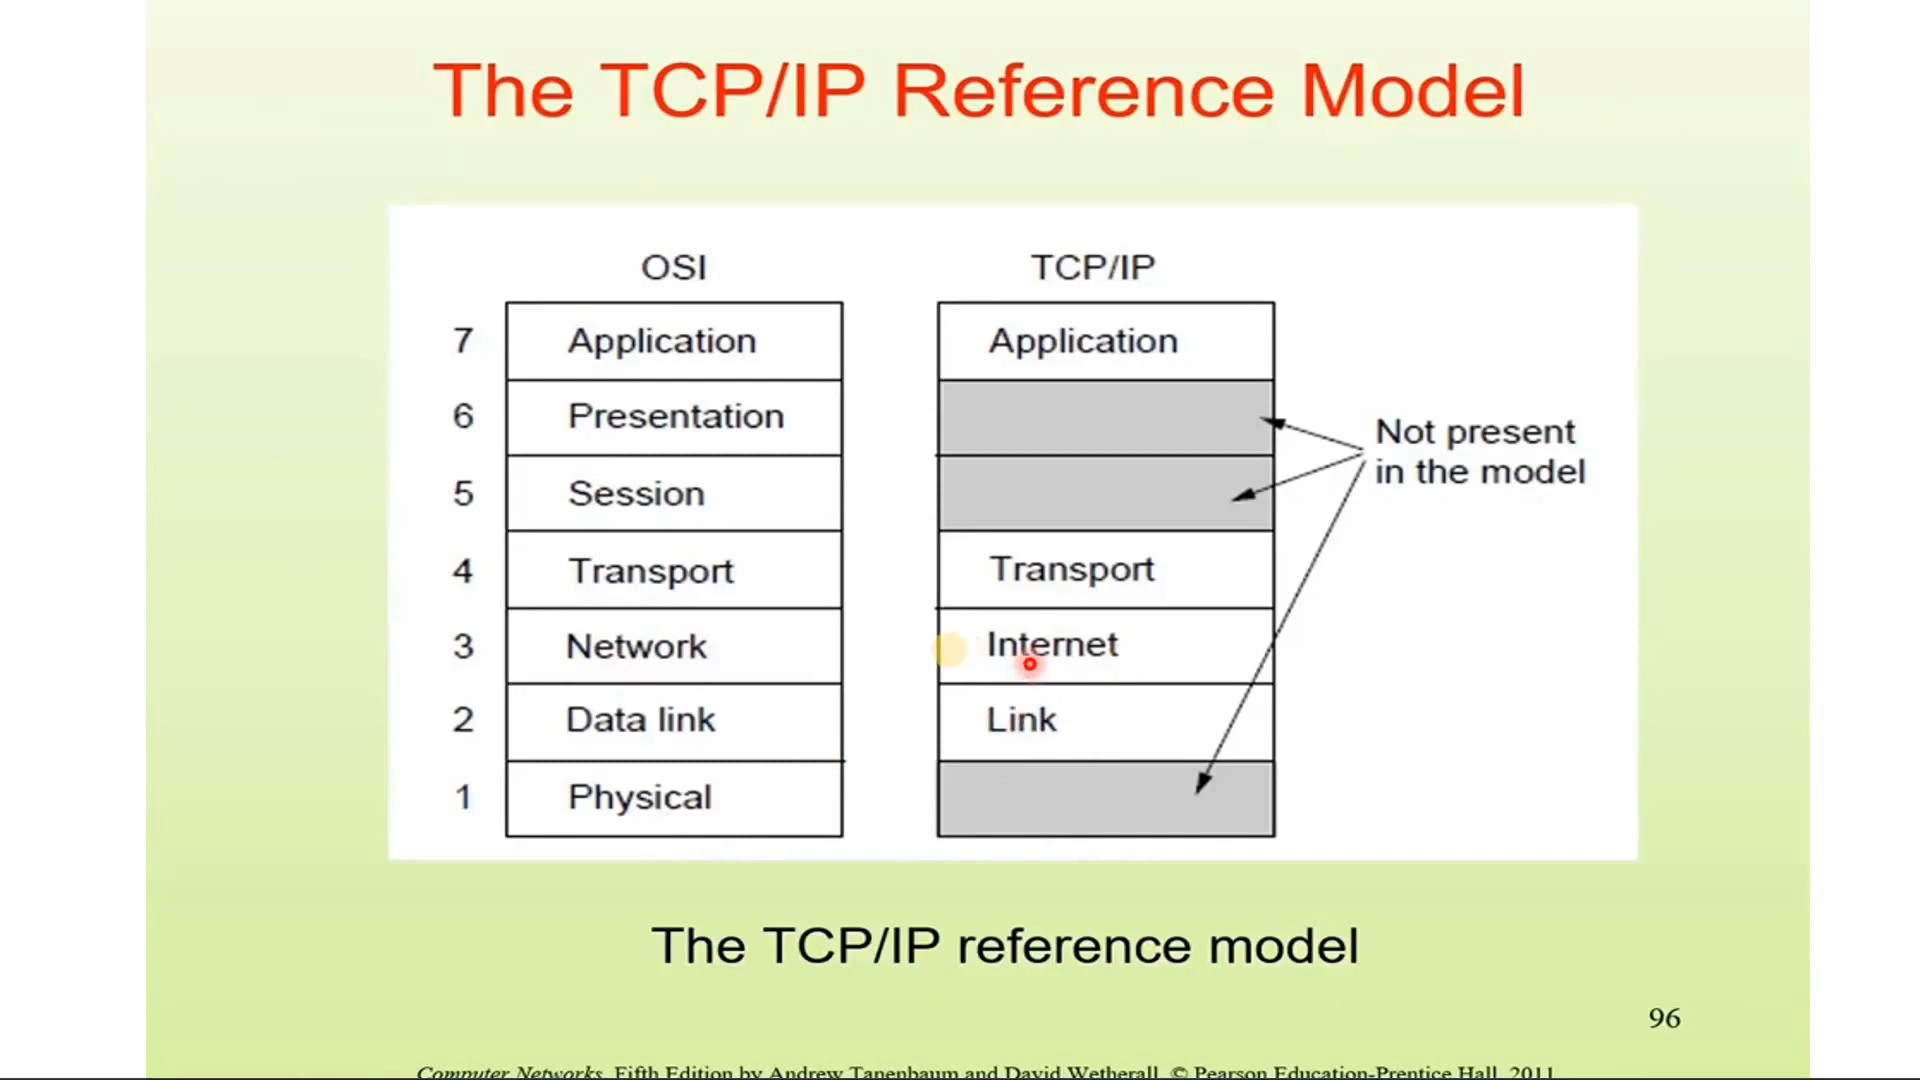 The TCP/IP Reference Model
OSI
TCP/IP
7
Application
Application
6
Presentation
5
Session
Not present
in the model
4
Transport
Transport
3
Network
Internet
2
Data link
Link
1
Physical
The TCP/IP reference model
96
Computer Networks, Fifth Edition by Andrew Tanenbaum and David Wetherall, © Pearson Education-Prentice Hall, 2011